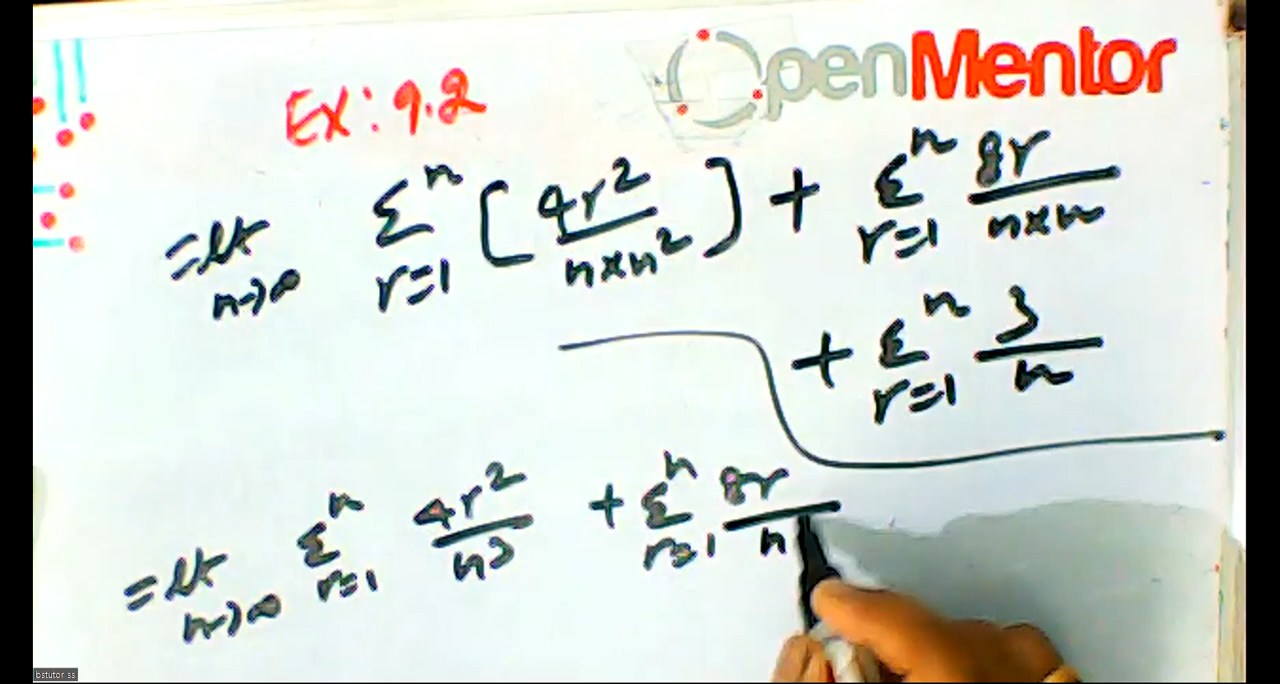 OpenMentor
Ex: 9.2
= lt n→∞ Σ r=1 n [ 4r² / n×n² ] + Σ r=1 n 8r / n×n
+ Σ r=1 n 3 / n
= lt n→∞ Σ r=1 n 4r² / n³ + Σ r=1 n 8r / n
bstutor ss